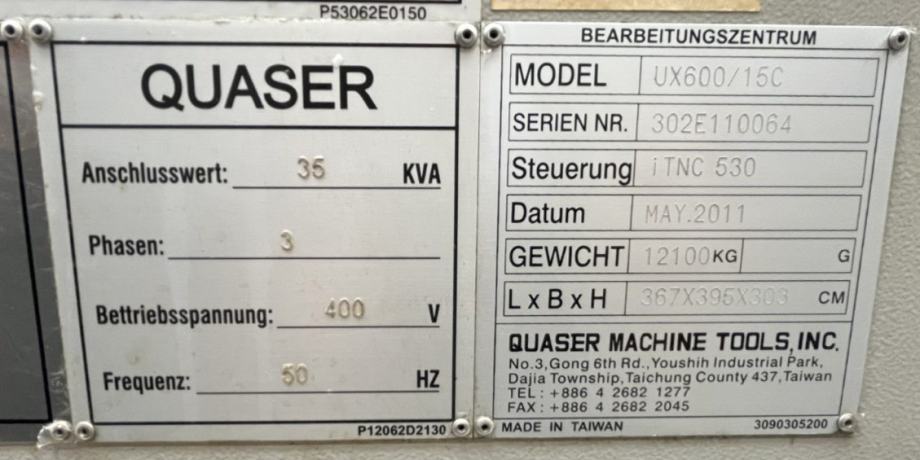 P53062E0150
QUASER
Anschlusswert: 35 KVA
Phasen: 3
Bettriebsspannung: 400 V
Frequenz: 50 HZ
P12062D2130
BEARBEITUNGSZENTRUM
MODEL UX600/15C
SERIEN NR. 302E110064
Steuerung iTNC 530
Datum MAY.2011
GEWICHT 12100KG G
L x B x H 367X395X303 CM
QUASER MACHINE TOOLS, INC.
No.3,Gong 6th Rd.,Youshih Industrial Park,
Dajia Township,Taichung County 437,Taiwan
TEL : +886 4 2682 1277
FAX : +886 4 2682 2045
MADE IN TAIWAN 3090305200